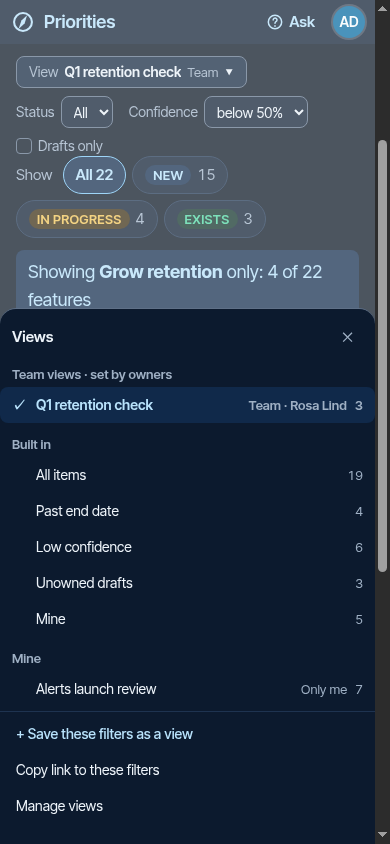 Priorities
Ask
AD
View Q1 retention check Team ▼
Status All Confidence below 50%
Drafts only
Show All 22 NEW 15
IN PROGRESS 4 EXISTS 3
Showing Grow retention only: 4 of 22
features
Views ×
Team views · set by owners
✓ Q1 retention check Team · Rosa Lind 3
Built in
All items 19
Past end date 4
Low confidence 6
Unowned drafts 3
Mine 5
Mine
Alerts launch review Only me 7
+ Save these filters as a view
Copy link to these filters
Manage views